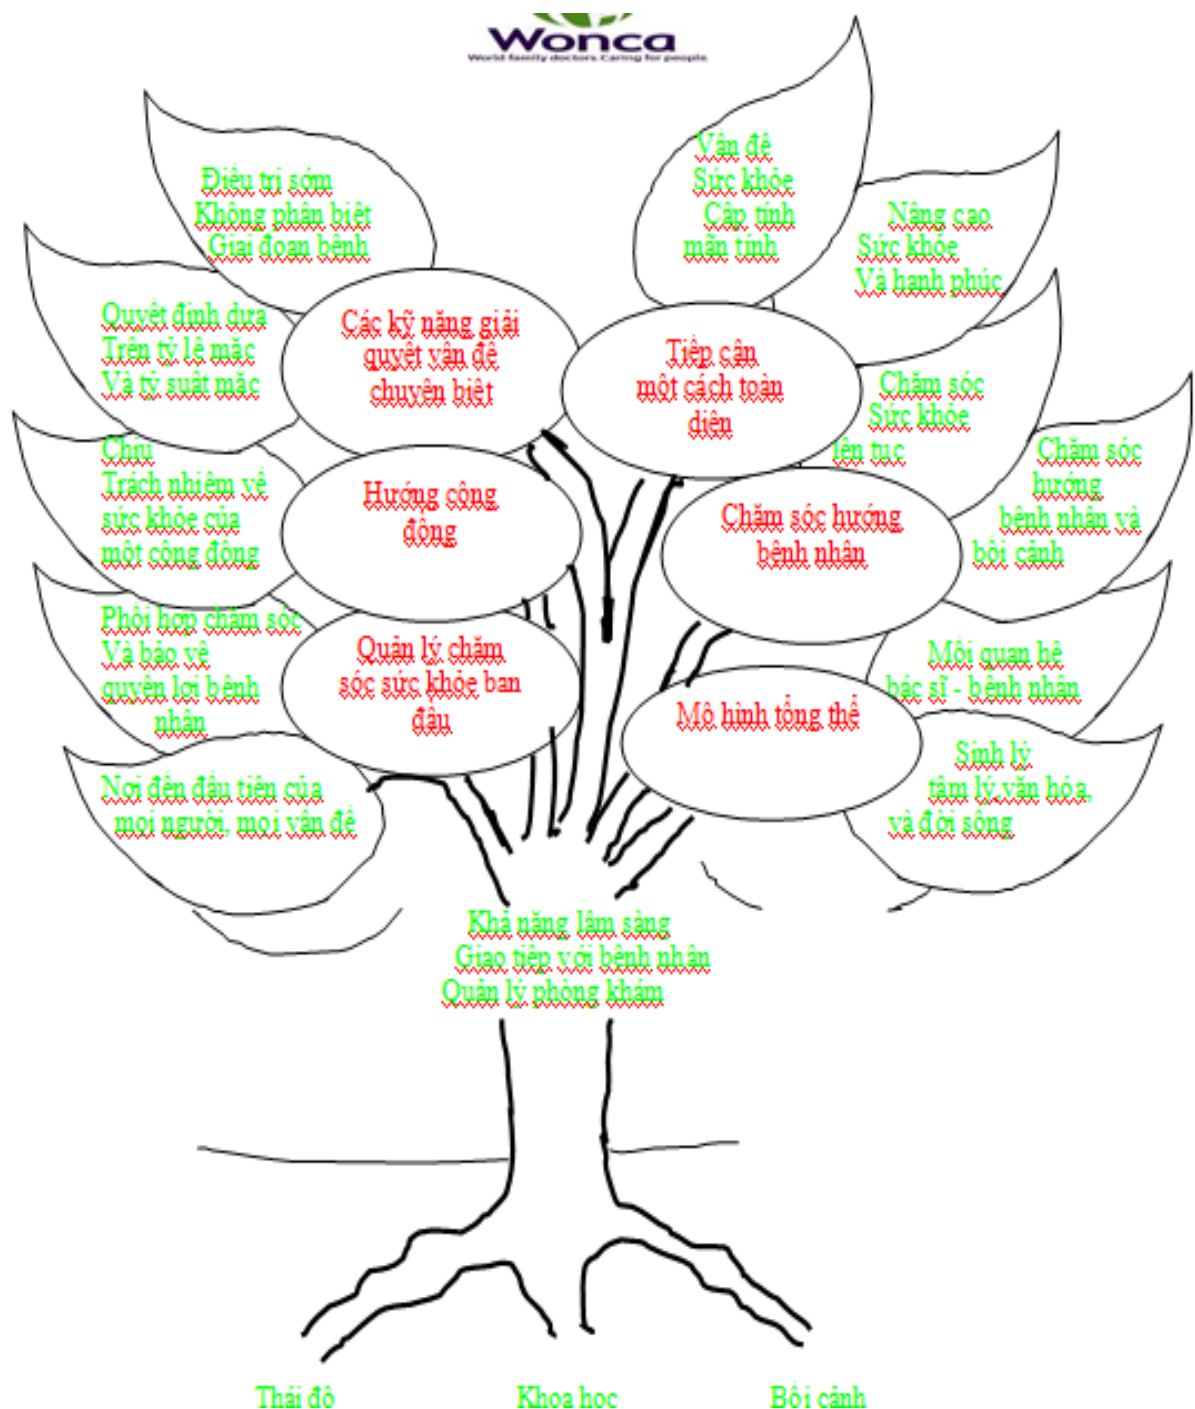 Wonca
World family doctors. Caring for people.
Điều trị sớm
Không phân biệt
Giai đoạn bệnh
Vấn đề
Sức khỏe
Cấp tính
mãn tính
Nâng cao
Sức khỏe
Và hạnh phúc
Quyết định dựa
Trên tỷ lệ mắc
Và tỷ suất mắc
Các kỹ năng giải
quyết vấn đề
chuyên biệt
Tiếp cận
một cách toàn
diện
Chăm sóc
Sức khỏe
lên tục
Chịu
Trách nhiệm về
sức khỏe của
một cộng đồng
Hướng cộng
đồng
Chăm sóc hướng
bệnh nhân
Chăm sóc
hướng
bệnh nhân và
bối cảnh
Phối hợp chăm sóc
Và bảo vệ
quyền lợi bệnh
nhân
Quản lý chăm
sóc sức khỏe ban
đầu
Mô hình tổng thể
Mối quan hệ
bác sĩ - bệnh nhân
Nơi đến đầu tiên của
mọi người, mọi vấn đề
Sinh lý
tâm lý,văn hóa,
và đời sống
Khả năng lâm sàng
Giao tiếp với bệnh nhân
Quản lý phòng khám
Thái độ
Khoa học
Bối cảnh